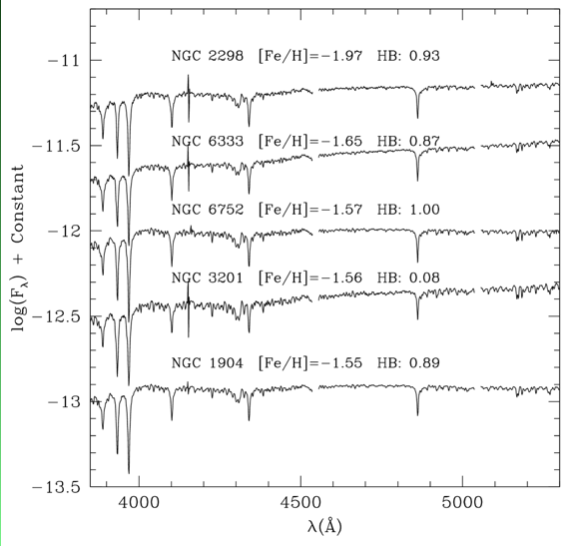 −11
NGC 2298 [Fe/H]=−1.97 HB: 0.93
−11.5
NGC 6333 [Fe/H]=−1.65 HB: 0.87
−12
NGC 6752 [Fe/H]=−1.57 HB: 1.00
−12.5
NGC 3201 [Fe/H]=−1.56 HB: 0.08
−13
NGC 1904 [Fe/H]=−1.55 HB: 0.89
−13.5
log(Fλ) + Constant
4000 4500 5000
λ(Å)